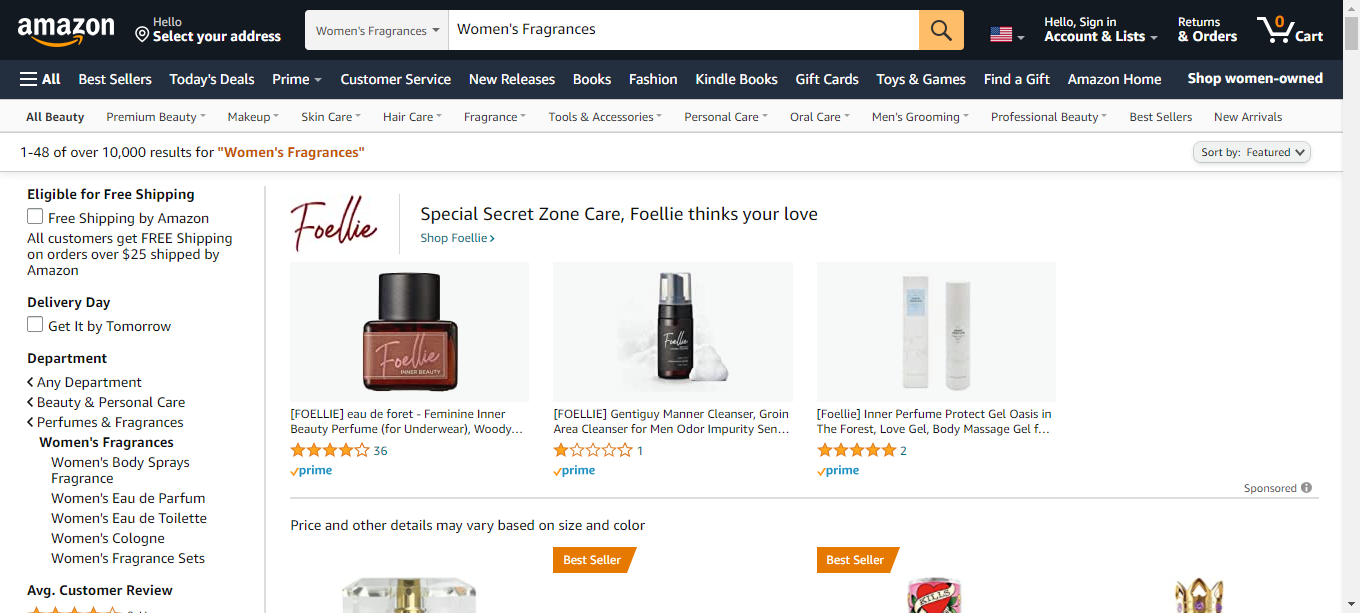 amazon
Hello
Select your address
Women's Fragrances
Women's Fragrances
Hello, Sign in
Account & Lists
Returns
& Orders
0
Cart
All
Best Sellers
Today's Deals
Prime
Customer Service
New Releases
Books
Fashion
Kindle Books
Gift Cards
Toys & Games
Find a Gift
Amazon Home
Shop women-owned
All Beauty
Premium Beauty
Makeup
Skin Care
Hair Care
Fragrance
Tools & Accessories
Personal Care
Oral Care
Men's Grooming
Professional Beauty
Best Sellers
New Arrivals
1-48 of over 10,000 results for "Women's Fragrances"
Sort by: Featured
Eligible for Free Shipping
Free Shipping by Amazon
All customers get FREE Shipping
on orders over $25 shipped by
Amazon
Delivery Day
Get It by Tomorrow
Department
Any Department
Beauty & Personal Care
Perfumes & Fragrances
Women's Fragrances
Women's Body Sprays
Fragrance
Women's Eau de Parfum
Women's Eau de Toilette
Women's Cologne
Women's Fragrance Sets
Avg. Customer Review
Foellie
Special Secret Zone Care, Foellie thinks your love
Shop Foellie
Foellie
INNER BEAUTY
Foellie
[FOELLIE] eau de foret - Feminine Inner
Beauty Perfume (for Underwear), Woody…
36
prime
[FOELLIE] Gentiguy Manner Cleanser, Groin
Area Cleanser for Men Odor Impurity Sen…
1
prime
[Foellie] Inner Perfume Protect Gel Oasis in
The Forest, Love Gel, Body Massage Gel f…
2
prime
Sponsored
Price and other details may vary based on size and color
Best Seller
Best Seller
KILLS